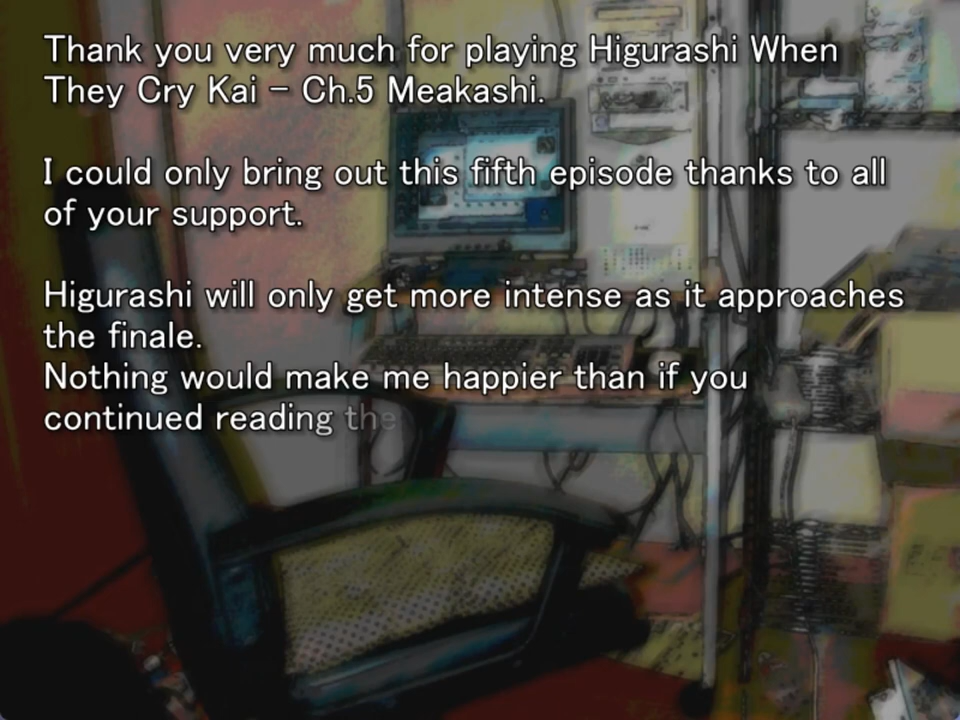 Thank you very much for playing Higurashi When
They Cry Kai – Ch.5 Meakashi.
I could only bring out this fifth episode thanks to all
of your support.
Higurashi will only get more intense as it approaches
the finale.
Nothing would make me happier than if you
continued reading the